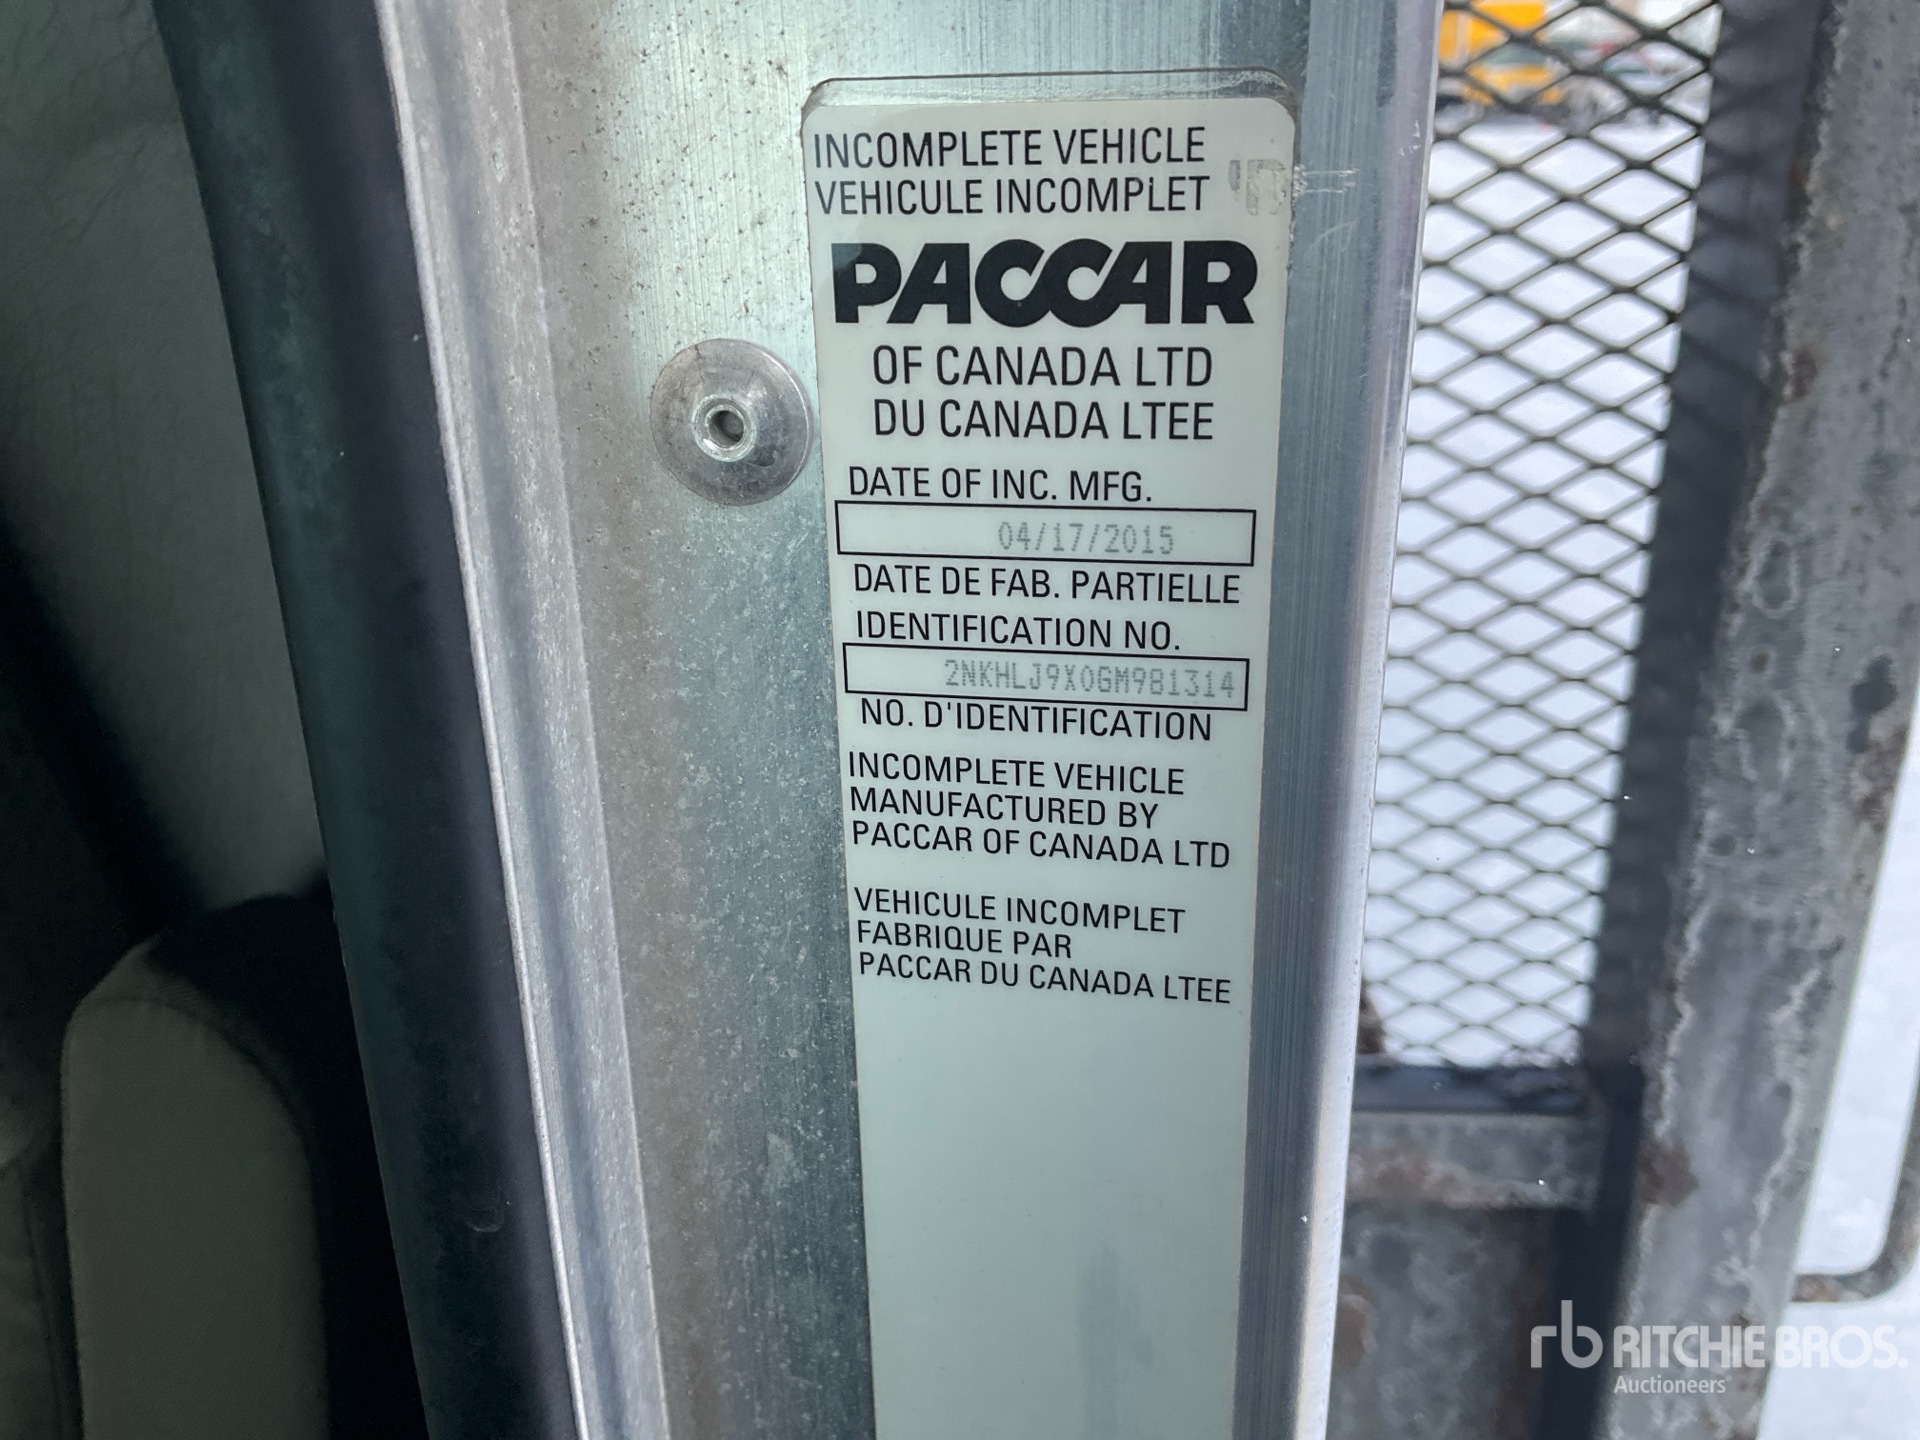 INCOMPLETE VEHICLE
VEHICULE INCOMPLET
PACCAR
OF CANADA LTD
DU CANADA LTEE
DATE OF INC. MFG.
04/17/2015
DATE DE FAB. PARTIELLE
IDENTIFICATION NO.
2NKHLJ9X0GM981314
NO. D'IDENTIFICATION
INCOMPLETE VEHICLE
MANUFACTURED BY
PACCAR OF CANADA LTD
VEHICULE INCOMPLET
FABRIQUE PAR
PACCAR DU CANADA LTEE
rb RITCHIE BROS.
Auctioneers